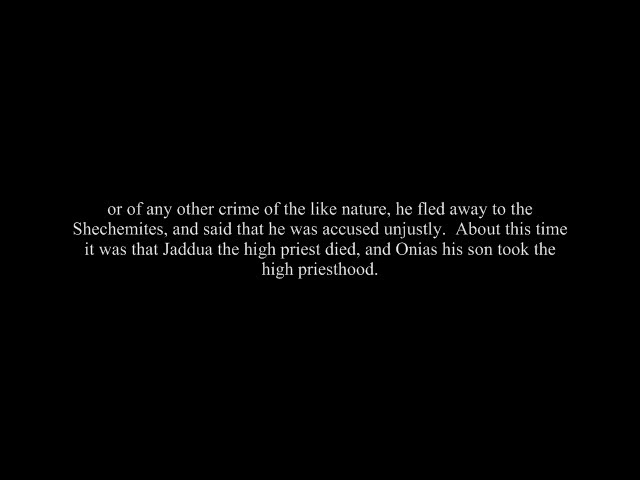 or of any other crime of the like nature, he fled away to the
Shechemites, and said that he was accused unjustly.  About this time
it was that Jaddua the high priest died, and Onias his son took the
high priesthood.